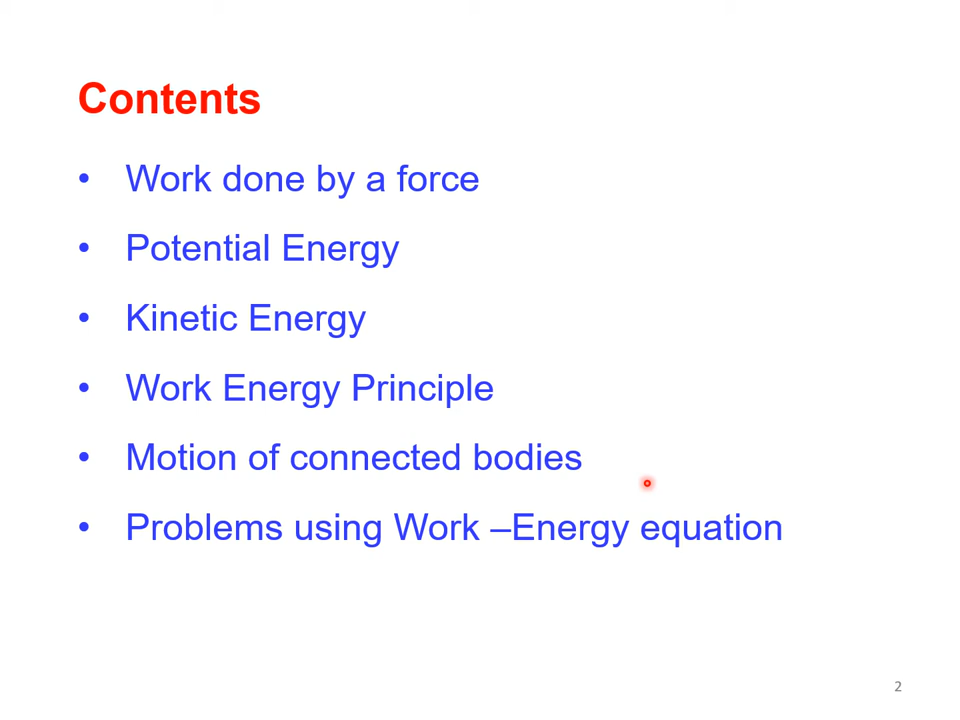 Contents
• Work done by a force
• Potential Energy
• Kinetic Energy
• Work Energy Principle
• Motion of connected bodies
• Problems using Work –Energy equation
2